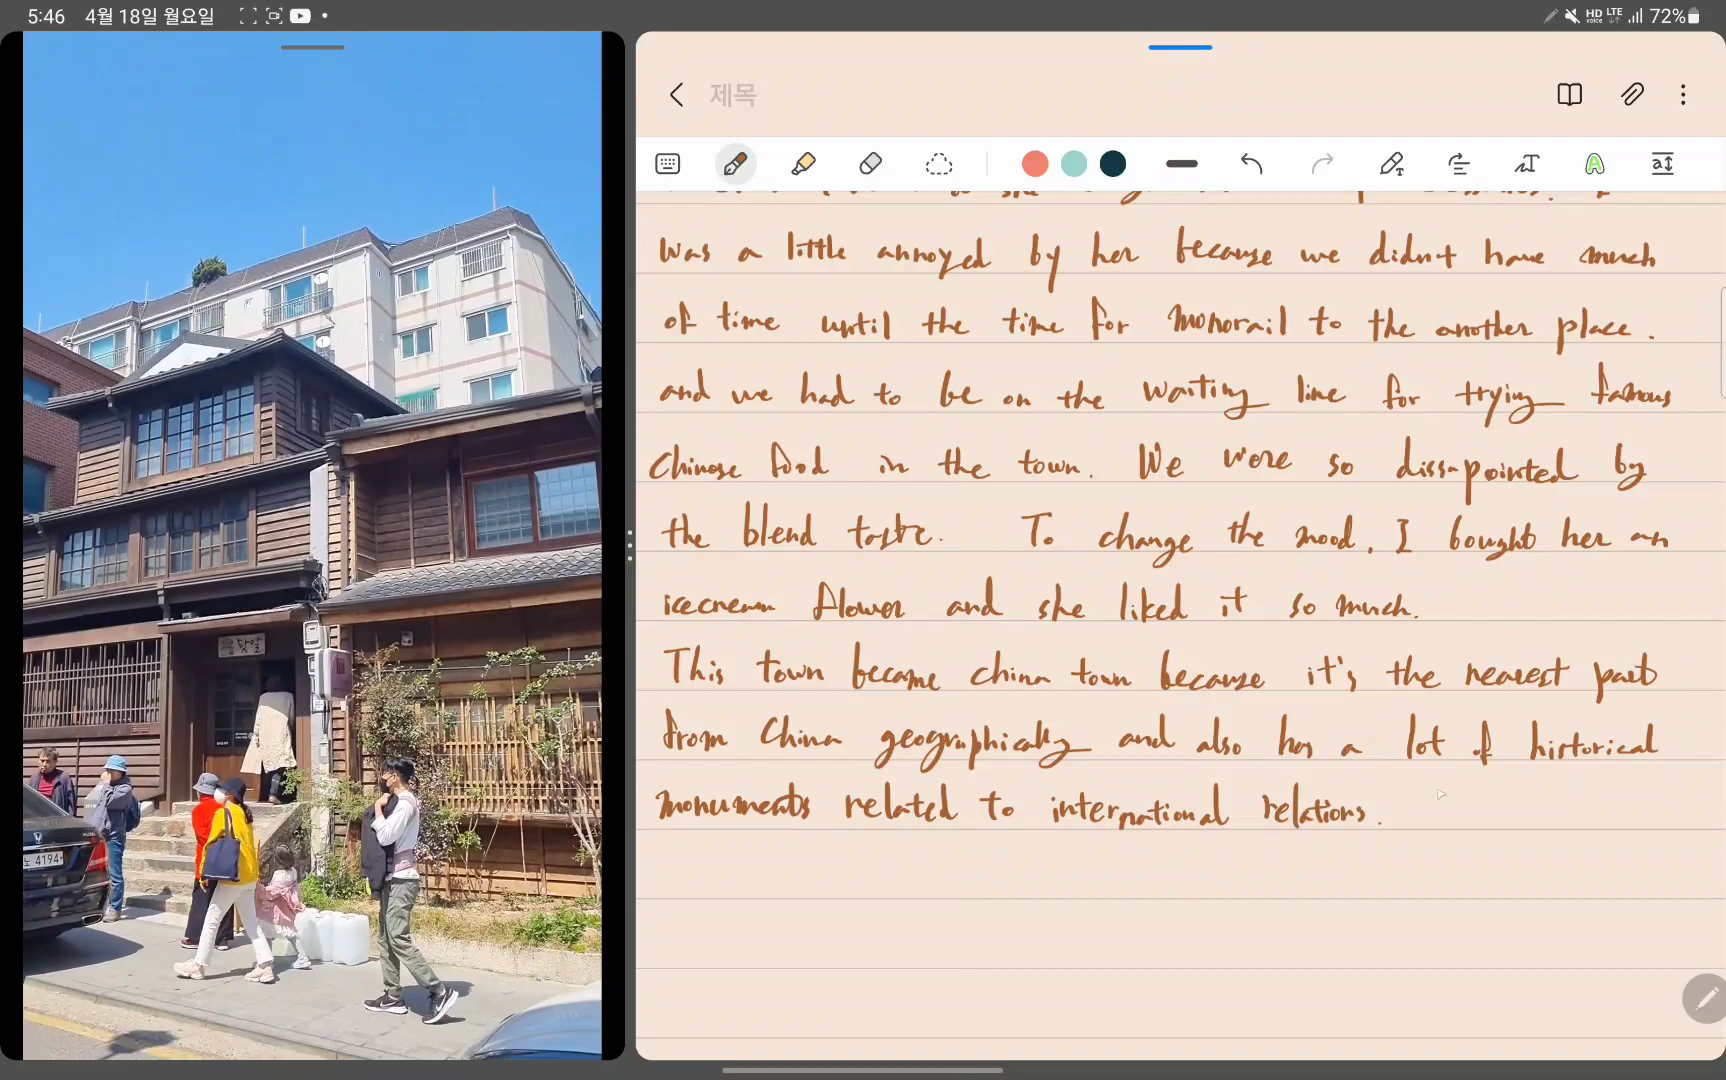 5:46 4월 18일 월요일
HD voice LTE 72%
제목
was a little annoyed by her because we didn't have much
of time until the time for monorail to the another place.
and we had to be on the waiting line for trying famous
Chinese food in the town. We were so dissapointed by
the blend taste. To change the mood, I bought her an
icecream flower and she liked it so much.
This town became china town because it's the nearest part
from China geographically and also has a lot of historical
monuments related to international relations.
4194